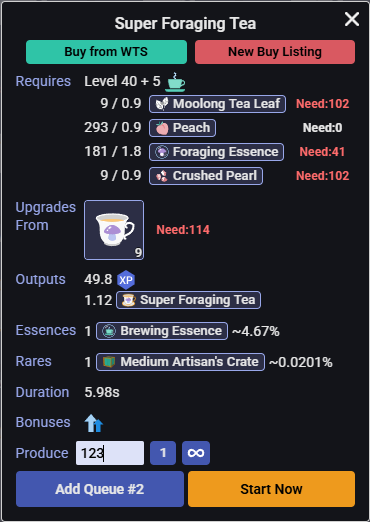 Super Foraging Tea
Buy from WTS New Buy Listing
Requires Level 40 + 5
9 / 0.9 Moolong Tea Leaf Need:102
293 / 0.9 Peach Need:0
181 / 1.8 Foraging Essence Need:41
9 / 0.9 Crushed Pearl Need:102
Upgrades From 9 Need:114
Outputs 49.8 XP
1.12 Super Foraging Tea
Essences 1 Brewing Essence ~4.67%
Rares 1 Medium Artisan's Crate ~0.0201%
Duration 5.98s
Bonuses
Produce 123 1 ∞
Add Queue #2 Start Now